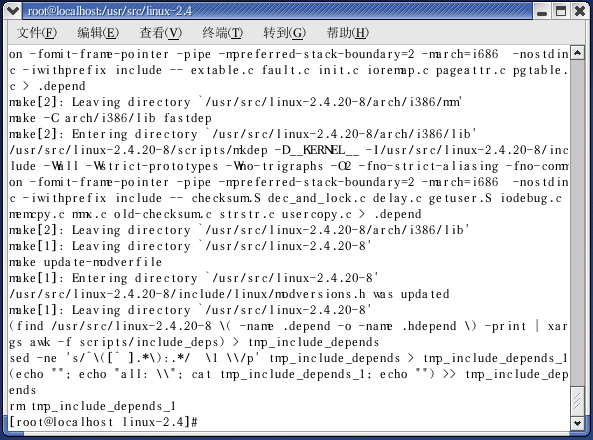 root@localhost:/usr/src/linux-2.4
文件(F) 编辑(E) 查看(V) 终端(T) 转到(G) 帮助(H)
on -fomit-frame-pointer -pipe -mpreferred-stack-boundary=2 -march=i686  -nostdin
c -iwithprefix include -- extable.c fault.c init.c ioremap.c pageattr.c pgtable.
c > .depend
make[2]: Leaving directory `/usr/src/linux-2.4.20-8/arch/i386/mm'
make -C arch/i386/lib fastdep
make[2]: Entering directory `/usr/src/linux-2.4.20-8/arch/i386/lib'
/usr/src/linux-2.4.20-8/scripts/mkdep -D__KERNEL__ -I/usr/src/linux-2.4.20-8/inc
lude -Wall -Wstrict-prototypes -Wno-trigraphs -O2 -fno-strict-aliasing -fno-comm
on -fomit-frame-pointer -pipe -mpreferred-stack-boundary=2 -march=i686  -nostdin
c -iwithprefix include -- checksum.S dec_and_lock.c delay.c getuser.S iodebug.c
memcpy.c mmx.c old-checksum.c strstr.c usercopy.c > .depend
make[2]: Leaving directory `/usr/src/linux-2.4.20-8/arch/i386/lib'
make[1]: Leaving directory `/usr/src/linux-2.4.20-8'
make update-modverfile
make[1]: Entering directory `/usr/src/linux-2.4.20-8'
/usr/src/linux-2.4.20-8/include/linux/modversions.h was updated
make[1]: Leaving directory `/usr/src/linux-2.4.20-8'
(find /usr/src/linux-2.4.20-8 \( -name .depend -o -name .hdepend \) -print | xar
gs awk -f scripts/include_deps) > tmp_include_depends
sed -ne 's/^\([^ ].*\):.*/  \1 \\/p' tmp_include_depends > tmp_include_depends_1
(echo ""; echo "all: \\"; cat tmp_include_depends_1; echo "") >> tmp_include_dep
ends
rm tmp_include_depends_1
[root@localhost linux-2.4]#